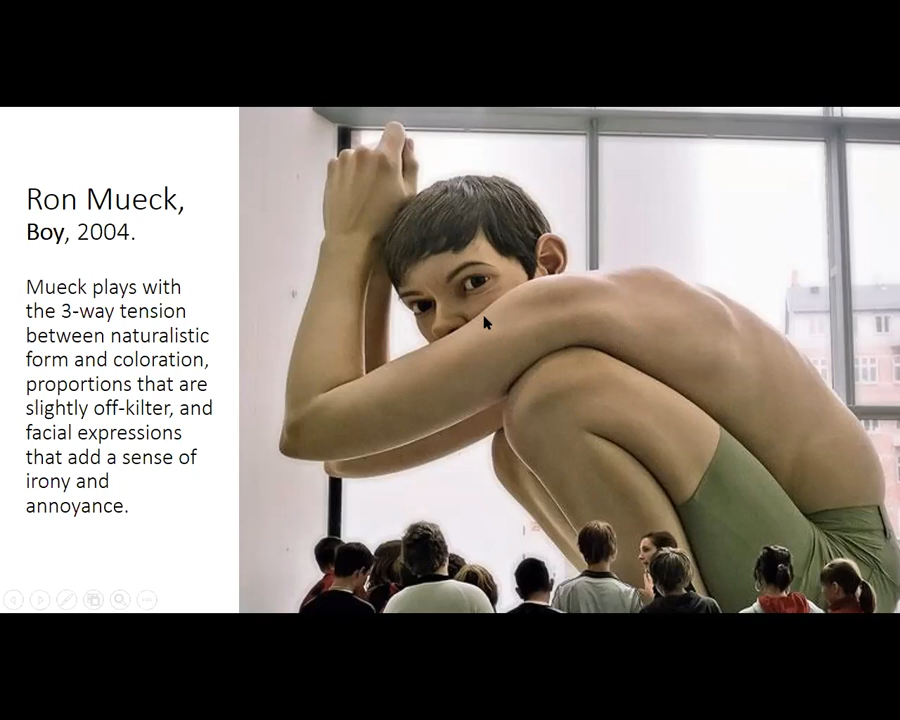 Ron Mueck,
Boy, 2004.
Mueck plays with
the 3-way tension
between naturalistic
form and coloration,
proportions that are
slightly off-kilter, and
facial expressions
that add a sense of
irony and
annoyance.